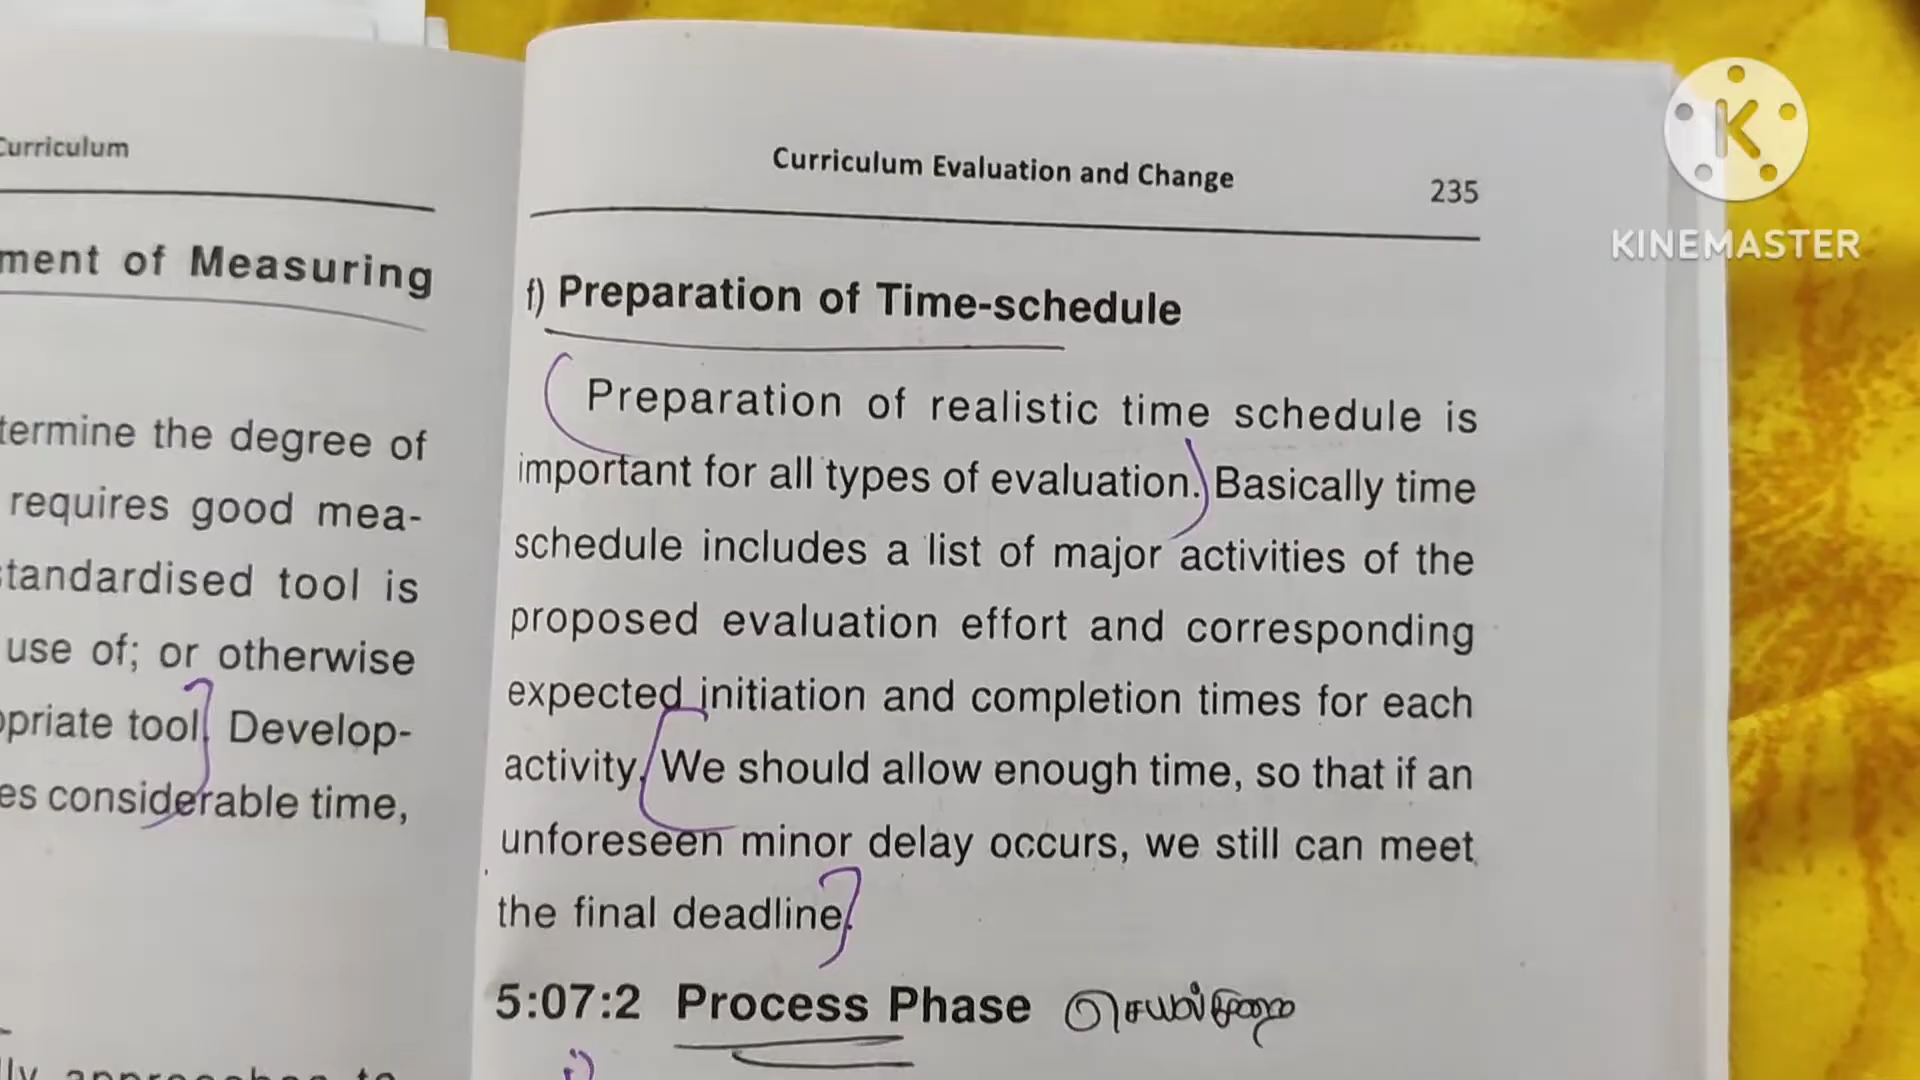 Curriculum
ment of Measuring
termine the degree of
requires good mea-
standardised tool is
use of; or otherwise
opriate tool. Develop-
es considerable time,
Curriculum Evaluation and Change
235
KINEMASTER
f) Preparation of Time-schedule
Preparation of realistic time schedule is
important for all types of evaluation. Basically time
schedule includes a list of major activities of the
proposed evaluation effort and corresponding
expected initiation and completion times for each
activity. We should allow enough time, so that if an
unforeseen minor delay occurs, we still can meet
the final deadline.
5:07:2 Process Phase